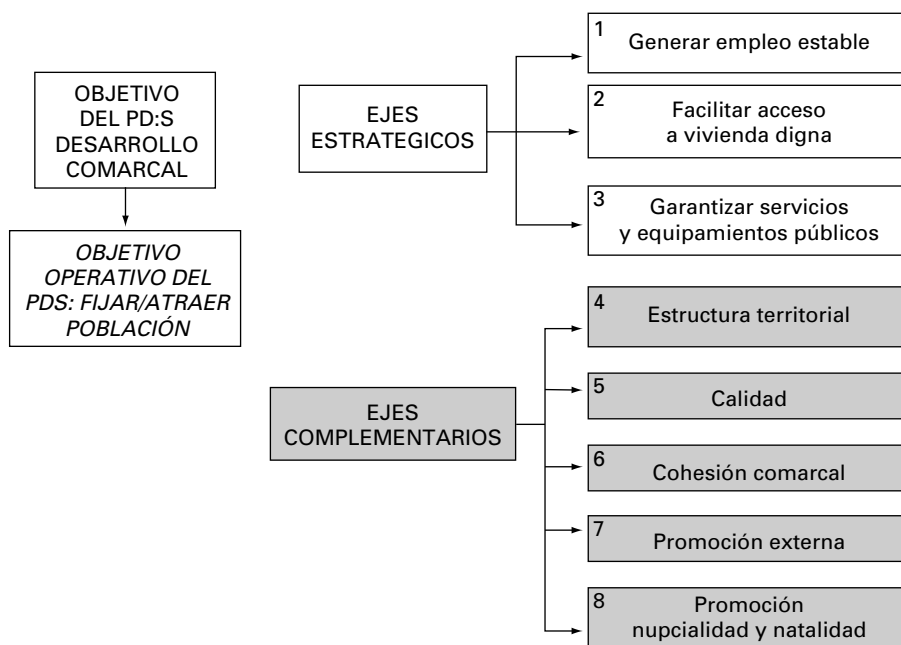 OBJETIVO
DEL PD:S
DESARROLLO
COMARCAL
OBJETIVO
OPERATIVO DEL
PDS: FIJAR/ATRAER
POBLACIÓN
EJES
ESTRATEGICOS
1
Generar empleo estable
2
Facilitar acceso
a vivienda digna
3
Garantizar servicios
y equipamientos públicos
EJES
COMPLEMENTARIOS
4
Estructura territorial
5
Calidad
6
Cohesión comarcal
7
Promoción externa
8
Promoción
nupcialidad y natalidad